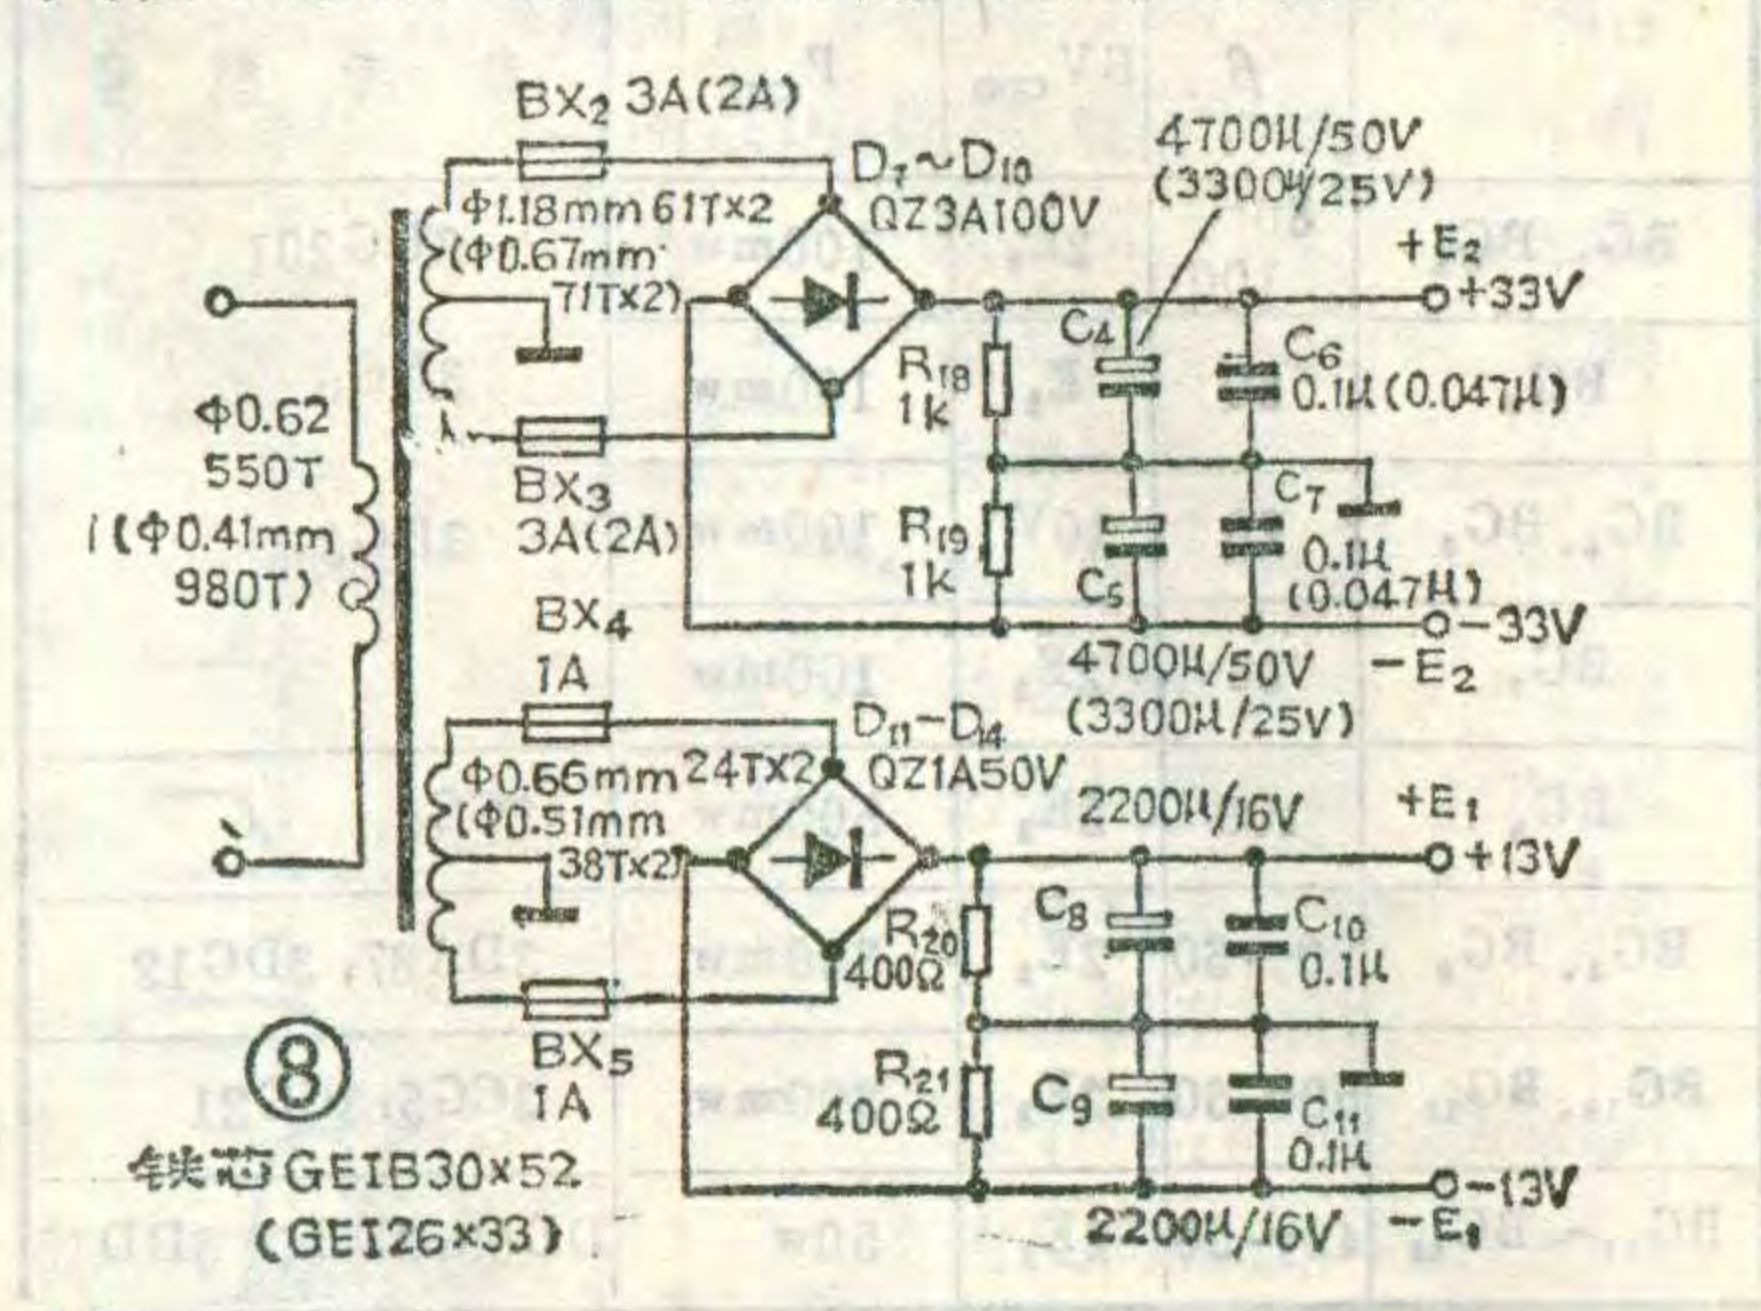 BX₂ 3A(2A)
D₇~D₁₀
QZ3A100V
4700μ/50V
(3300μ/25V)
Φ1.18mm 61T×2
(Φ0.67mm
71T×2)
+E₂
+33V
C₄
C₆
0.1μ(0.047μ)
R₁₈
1k
Φ0.62
550T
(Φ0.41mm
980T)
BX₃
3A(2A)
R₁₉
1k
C₇
0.1μ
(0.047μ)
C₅
-33V
-E₂
4700μ/50V
(3300μ/25V)
BX₄
1A
D₁₁-D₁₄
QZ1A50V
Φ0.66mm 24T×2
(Φ0.51mm
38T×2)
2200μ/16V
+E₁
+13V
C₈
C₁₀
0.1μ
R₂₀
400Ω
BX₅
1A
R₂₁
400Ω
C₉
C₁₁
0.1μ
-13V
-E₁
2200μ/16V
⑧
铁芯GEIB30×52
(GEI26×33)